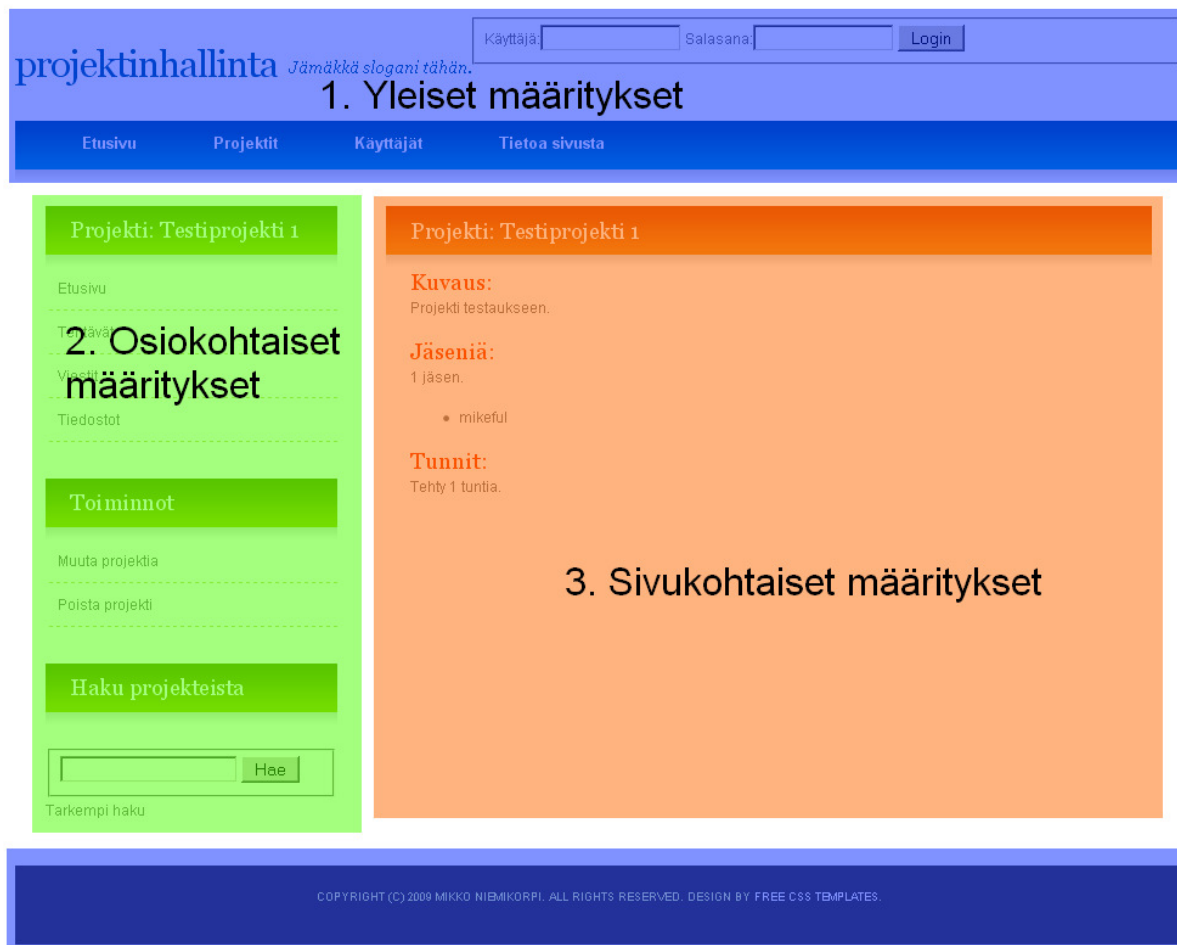 Käyttäjä: Salasana: Login
projektinhallinta Jämäkkä slogani tähän.
1. Yleiset määritykset
Etusivu Projektit Käyttäjät Tietoa sivusta
Projekti: Testiprojekti 1
Etusivu
Tehtävät
2. Osiokohtaiset
Viestit
määritykset
Tiedostot
Toiminnot
Muuta projektia
Poista projekti
Haku projekteista
Hae
Tarkempi haku
Projekti: Testiprojekti 1
Kuvaus:
Projekti testaukseen.
Jäseniä:
1 jäsen.
• mikeful
Tunnit:
Tehty 1 tuntia.
3. Sivukohtaiset määritykset
COPYRIGHT (C) 2009 MIKKO NIEMIKORPI. ALL RIGHTS RESERVED. DESIGN BY FREE CSS TEMPLATES.